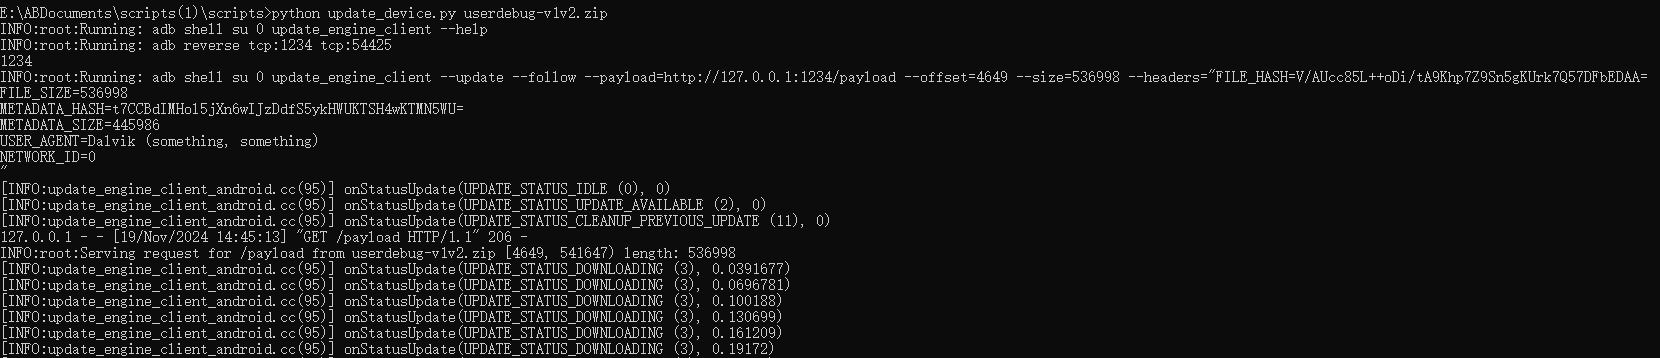 E:\ABDocuments\scripts(1)\scripts>python update_device.py userdebug-v1v2.zip
INFO:root:Running: adb shell su 0 update_engine_client --help
INFO:root:Running: adb reverse tcp:1234 tcp:54425
1234
INFO:root:Running: adb shell su 0 update_engine_client --update --follow --payload=http://127.0.0.1:1234/payload --offset=4649 --size=536998 --headers="FILE_HASH=V/AUcc85L++oDi/tA9Khp7Z9Sn5gKUrk7Q57DFbEDAA=
FILE_SIZE=536998
METADATA_HASH=t7CCBdIMHo15jXn6wIJzDdfS5ykHWUKTSH4wKTMN5WU=
METADATA_SIZE=445986
USER_AGENT=Dalvik (something, something)
NETWORK_ID=0
"
[INFO:update_engine_client_android.cc(95)] onStatusUpdate(UPDATE_STATUS_IDLE (0), 0)
[INFO:update_engine_client_android.cc(95)] onStatusUpdate(UPDATE_STATUS_UPDATE_AVAILABLE (2), 0)
[INFO:update_engine_client_android.cc(95)] onStatusUpdate(UPDATE_STATUS_CLEANUP_PREVIOUS_UPDATE (11), 0)
127.0.0.1 - - [19/Nov/2024 14:45:13] "GET /payload HTTP/1.1" 206 -
INFO:root:Serving request for /payload from userdebug-v1v2.zip [4649, 541647) length: 536998
[INFO:update_engine_client_android.cc(95)] onStatusUpdate(UPDATE_STATUS_DOWNLOADING (3), 0.0391677)
[INFO:update_engine_client_android.cc(95)] onStatusUpdate(UPDATE_STATUS_DOWNLOADING (3), 0.0696781)
[INFO:update_engine_client_android.cc(95)] onStatusUpdate(UPDATE_STATUS_DOWNLOADING (3), 0.100188)
[INFO:update_engine_client_android.cc(95)] onStatusUpdate(UPDATE_STATUS_DOWNLOADING (3), 0.130699)
[INFO:update_engine_client_android.cc(95)] onStatusUpdate(UPDATE_STATUS_DOWNLOADING (3), 0.161209)
[INFO:update_engine_client_android.cc(95)] onStatusUpdate(UPDATE_STATUS_DOWNLOADING (3), 0.19172)